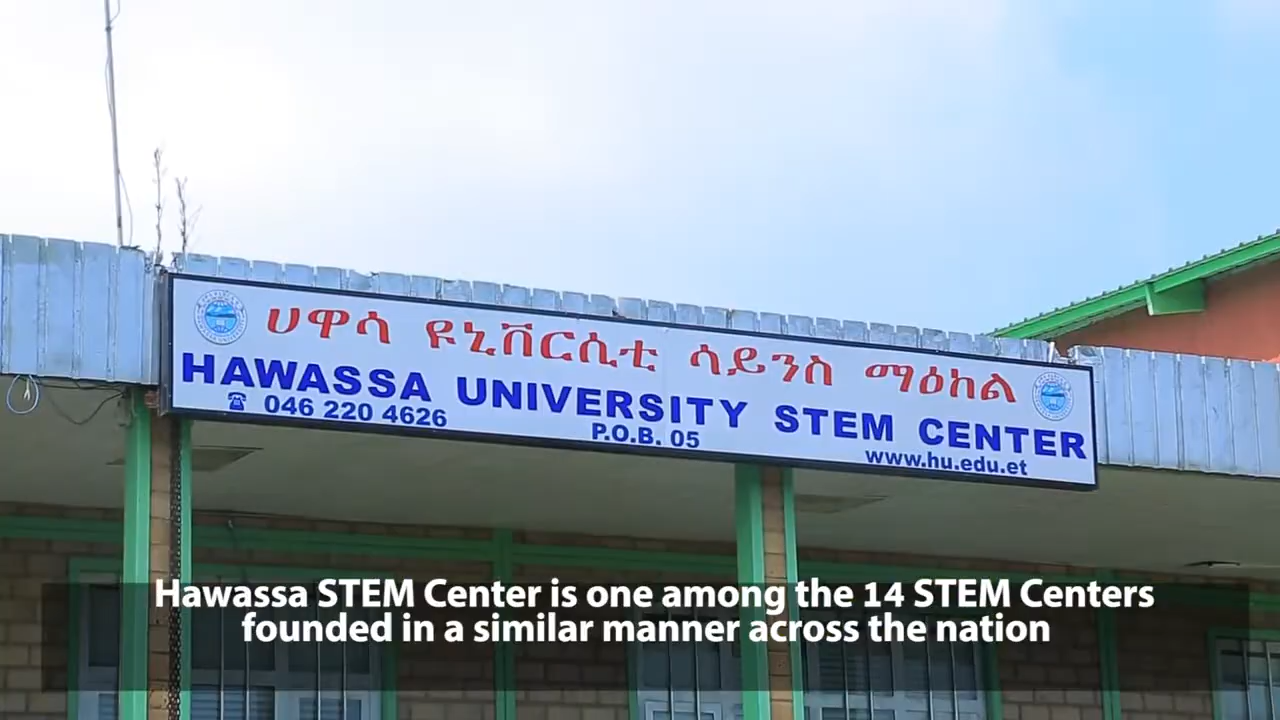 ሀዋሳ ዩኒቨርሲቲ ሳይንስ ማዕከል
HAWASSA UNIVERSITY STEM CENTER
☎ 046 220 4626
P.O.B. 05
www.hu.edu.et
Hawassa STEM Center is one among the 14 STEM Centers
founded in a similar manner across the nation